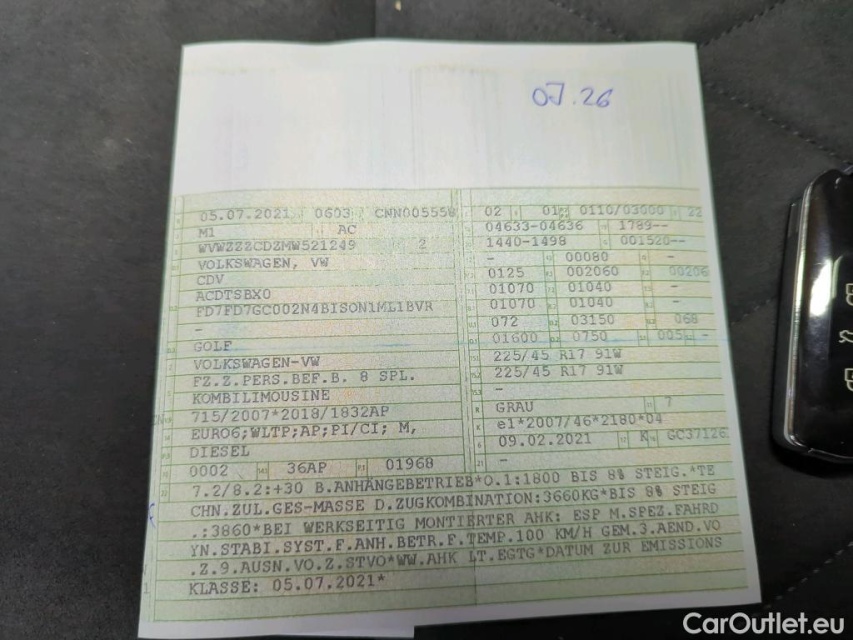 07.26
05.07.2021 0603 CNN00555 02 01 0110/03000 22
M1 AC 04633-04636 1789--
WVWZZZCDZMW521249 2 1440-1498 001520--
VOLKSWAGEN, VW - 00080 -
CDV 0125 002060 00206
ACDTSBX0 01070 01040 -
FD7FD7GC002N4BISON1ML1BVR 01070 01040 -
- 072 03150 068
GOLF 01600 0750 005 -
VOLKSWAGEN-VW 225/45 R17 91W
FZ.Z.PERS.BEF.B. 8 SPL. 225/45 R17 91W
KOMBILIMOUSINE -
715/2007*2018/1832AP GRAU 7
EURO6;WLTP;AP;PI/CI; M, e1*2007/46*2180*04
DIESEL 09.02.2021 K GC37126
0002 36AP 01968 -
7.2/8.2:+30 B.ANHÄNGEBETRIEB*O.1:1800 BIS 8% STEIG.*TE
CHN.ZUL.GES-MASSE D.ZUGKOMBINATION:3660KG*BIS 8% STEIG
.:3860*BEI WERKSEITIG MONTIERTER AHK: ESP M.SPEZ.FAHRD
YN.STABI.SYST.F.ANH.BETR.F.TEMP.100 KM/H GEM.3.AEND.VO
.Z.9.AUSN.VO.Z.STVO*WW.AHK LT.EGTG*DATUM ZUR EMISSIONS
KLASSE: 05.07.2021*
CarOutlet.eu